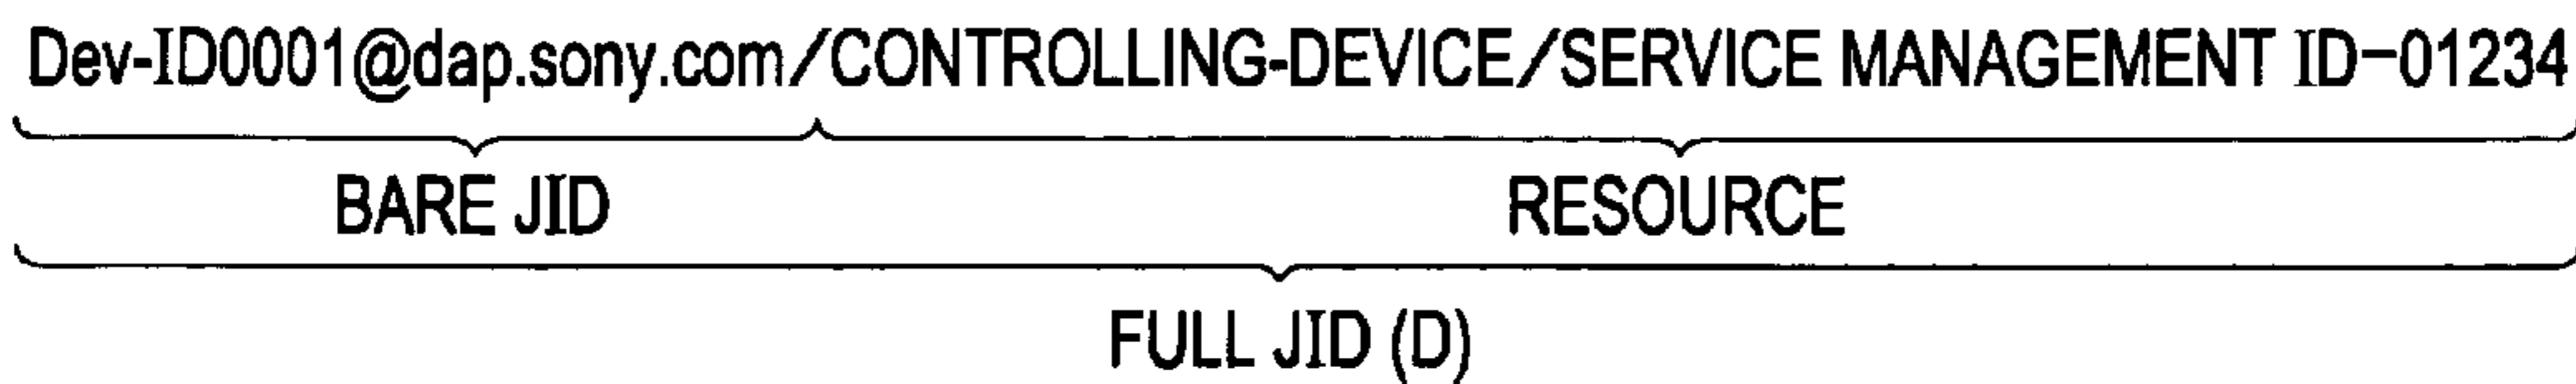 Dev-ID0001@dap.sony.com/CONTROLLING-DEVICE/SERVICE MANAGEMENT ID-01234
BARE JID RESOURCE
FULL JID (D)